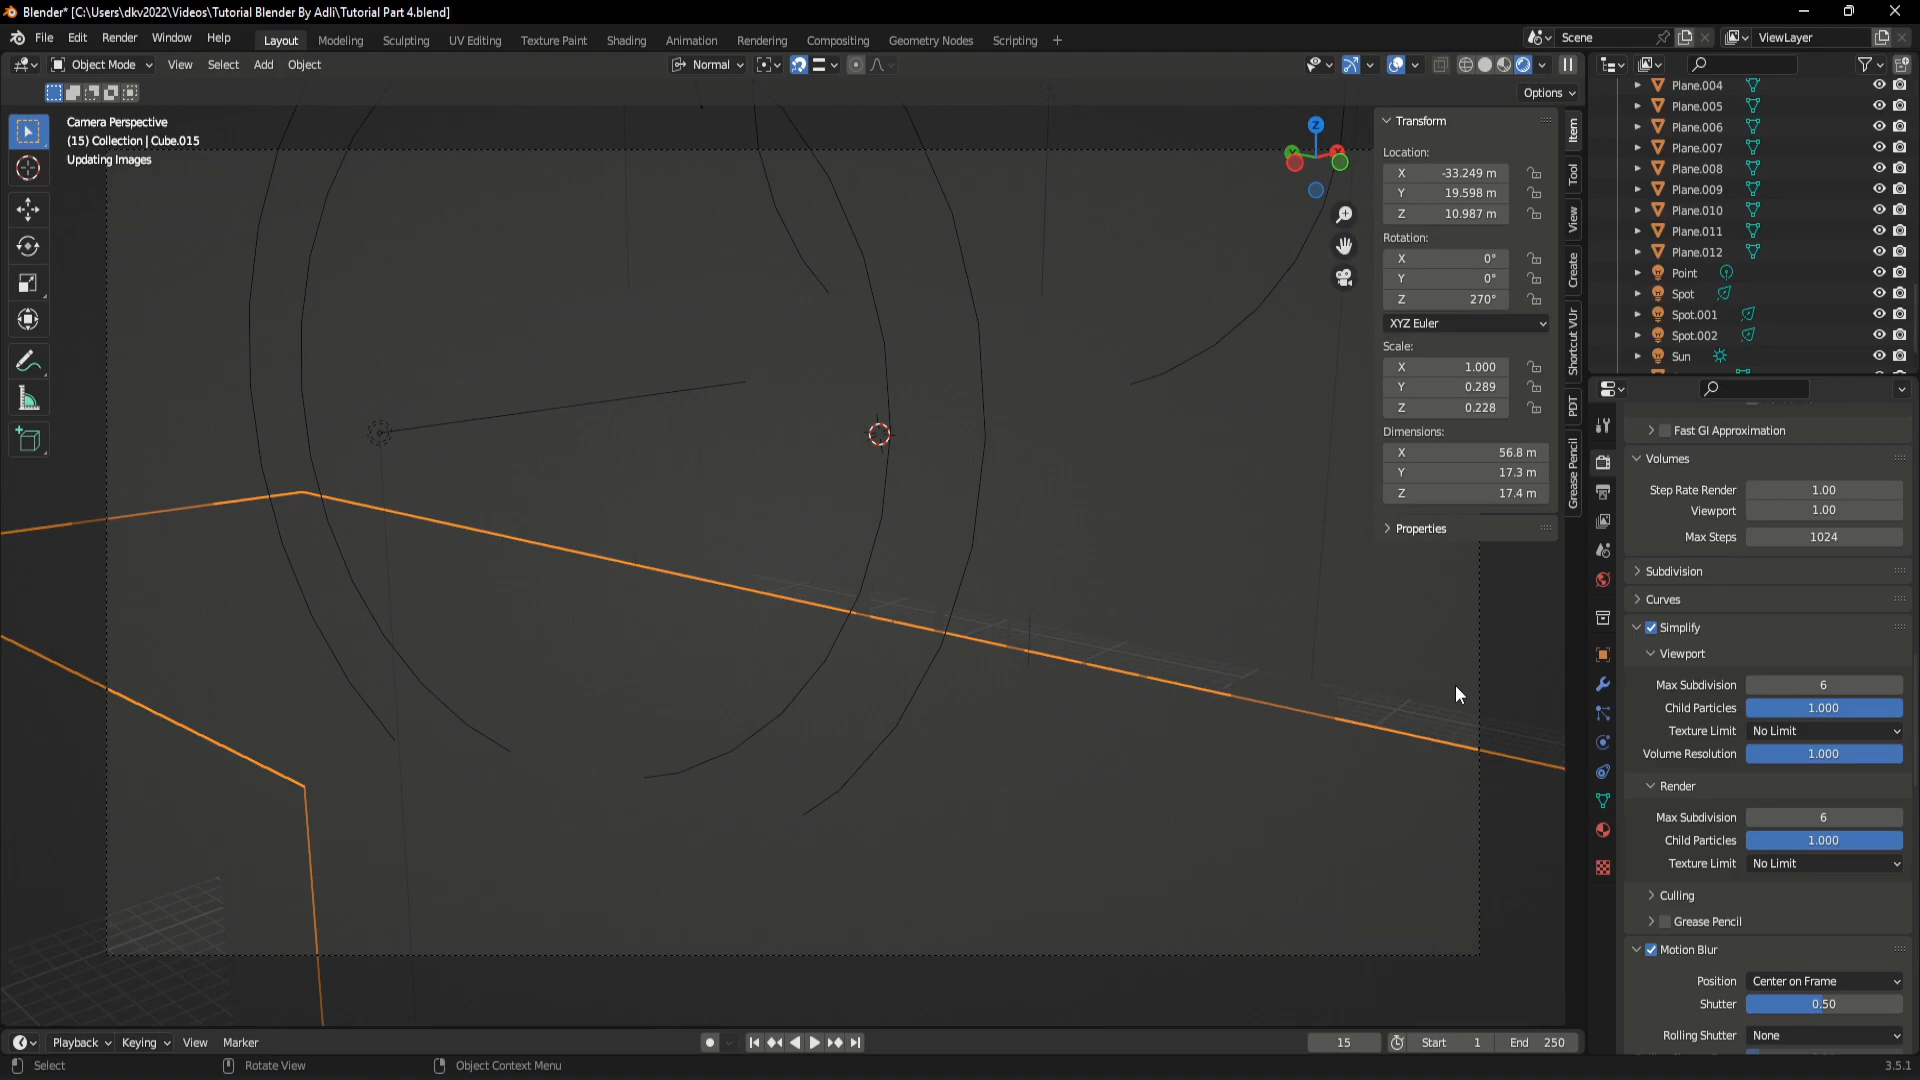 Blender* [C:\Users\dkv2022\Videos\Tutorial Blender By Adli\Tutorial Part 4.blend]
File Edit Render Window Help Layout Modeling Sculpting UV Editing Texture Paint Shading Animation Rendering Compositing Geometry Nodes Scripting + Scene ViewLayer
Object Mode View Select Add Object Normal
Options
Camera Perspective
(15) Collection | Cube.015
Updating Images
Z
Transform
Location:
X -33.249 m
Y 19.598 m
Z 10.987 m
Rotation:
X 0°
Y 0°
Z 270°
XYZ Euler
Scale:
X 1.000
Y 0.289
Z 0.228
Dimensions:
X 56.8 m
Y 17.3 m
Z 17.4 m
Properties
Item
Tool
View
Create
Shortcut VUr
PDT
Grease Pencil
Plane.004
Plane.005
Plane.006
Plane.007
Plane.008
Plane.009
Plane.010
Plane.011
Plane.012
Point
Spot
Spot.001
Spot.002
Sun
Fast GI Approximation
Volumes
Step Rate Render 1.00
Viewport 1.00
Max Steps 1024
Subdivision
Curves
Simplify
Viewport
Max Subdivision 6
Child Particles 1.000
Texture Limit No Limit
Volume Resolution 1.000
Render
Max Subdivision 6
Child Particles 1.000
Texture Limit No Limit
Culling
Grease Pencil
Motion Blur
Position Center on Frame
Shutter 0.50
Rolling Shutter None
Playback Keying View Marker 15 Start 1 End 250
Select Rotate View Object Context Menu 3.5.1